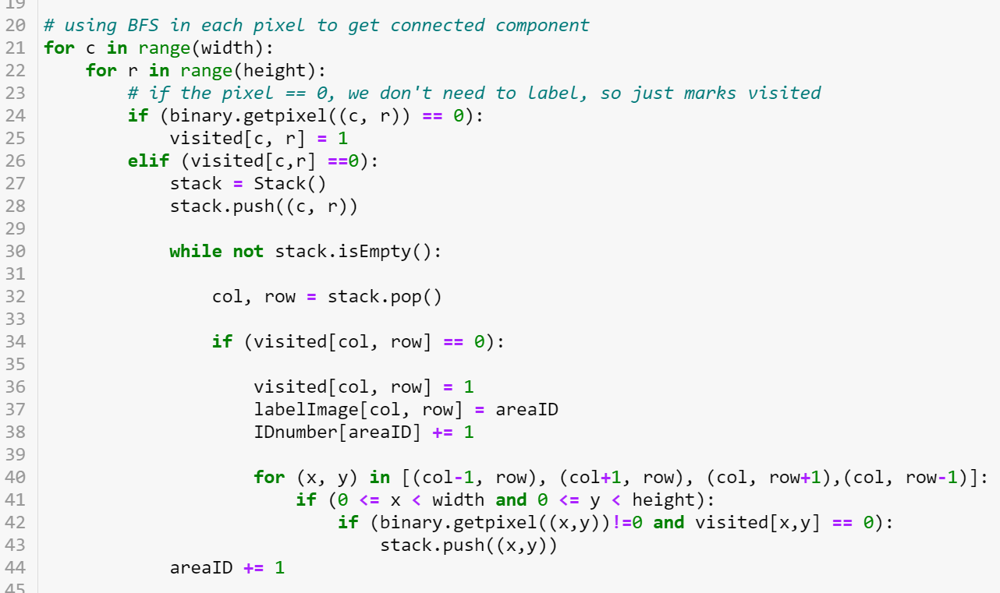 19
20 # using BFS in each pixel to get connected component
21 for c in range(width):
22     for r in range(height):
23         # if the pixel == 0, we don't need to label, so just marks visited
24         if (binary.getpixel((c, r)) == 0):
25             visited[c, r] = 1
26         elif (visited[c,r] ==0):
27             stack = Stack()
28             stack.push((c, r))
29
30             while not stack.isEmpty():
31
32                 col, row = stack.pop()
33
34                 if (visited[col, row] == 0):
35
36                     visited[col, row] = 1
37                     labelImage[col, row] = areaID
38                     IDnumber[areaID] += 1
39
40                     for (x, y) in [(col-1, row), (col+1, row), (col, row+1),(col, row-1)]:
41                         if (0 <= x < width and 0 <= y < height):
42                             if (binary.getpixel((x,y))!=0 and visited[x,y] == 0):
43                                 stack.push((x,y))
44             areaID += 1
45